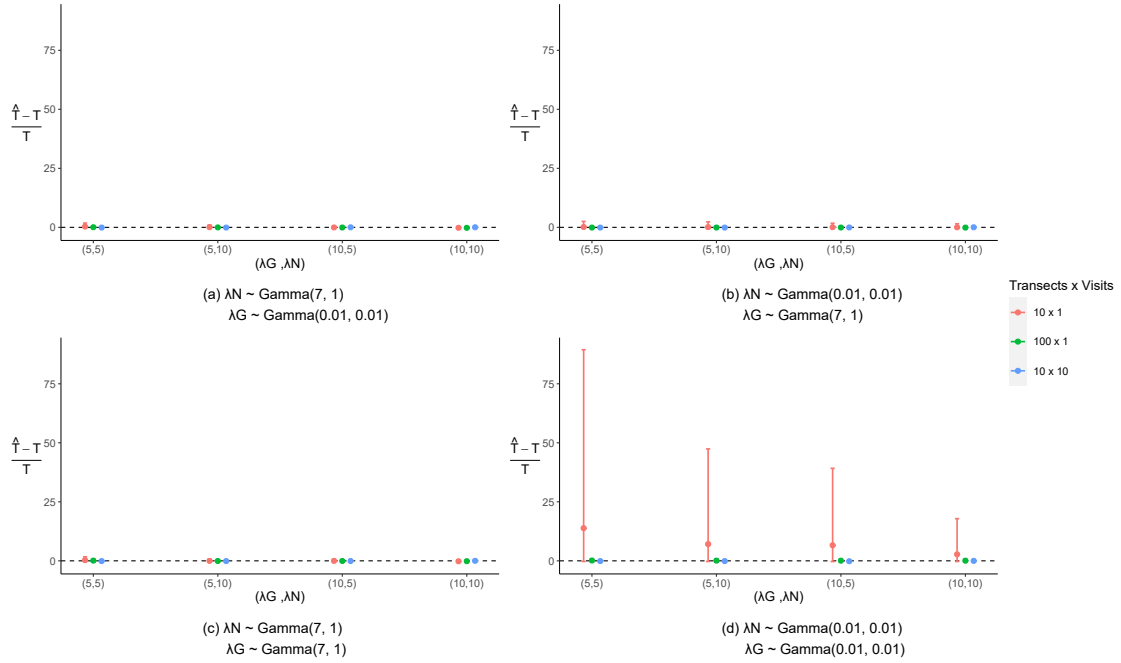 75
50
25
0
T̂ − T
T
(5,5) (5,10) (10,5) (10,10)
(λG ,λN)
(a) λN ~ Gamma(7, 1)
λG ~ Gamma(0.01, 0.01)
75
50
25
0
T̂ − T
T
(5,5) (5,10) (10,5) (10,10)
(λG ,λN)
(b) λN ~ Gamma(0.01, 0.01)
λG ~ Gamma(7, 1)
Transects x Visits
10 x 1
100 x 1
10 x 10
75
50
25
0
T̂ − T
T
(5,5) (5,10) (10,5) (10,10)
(λG ,λN)
(c) λN ~ Gamma(7, 1)
λG ~ Gamma(7, 1)
75
50
25
0
T̂ − T
T
(5,5) (5,10) (10,5) (10,10)
(λG ,λN)
(d) λN ~ Gamma(0.01, 0.01)
λG ~ Gamma(0.01, 0.01)